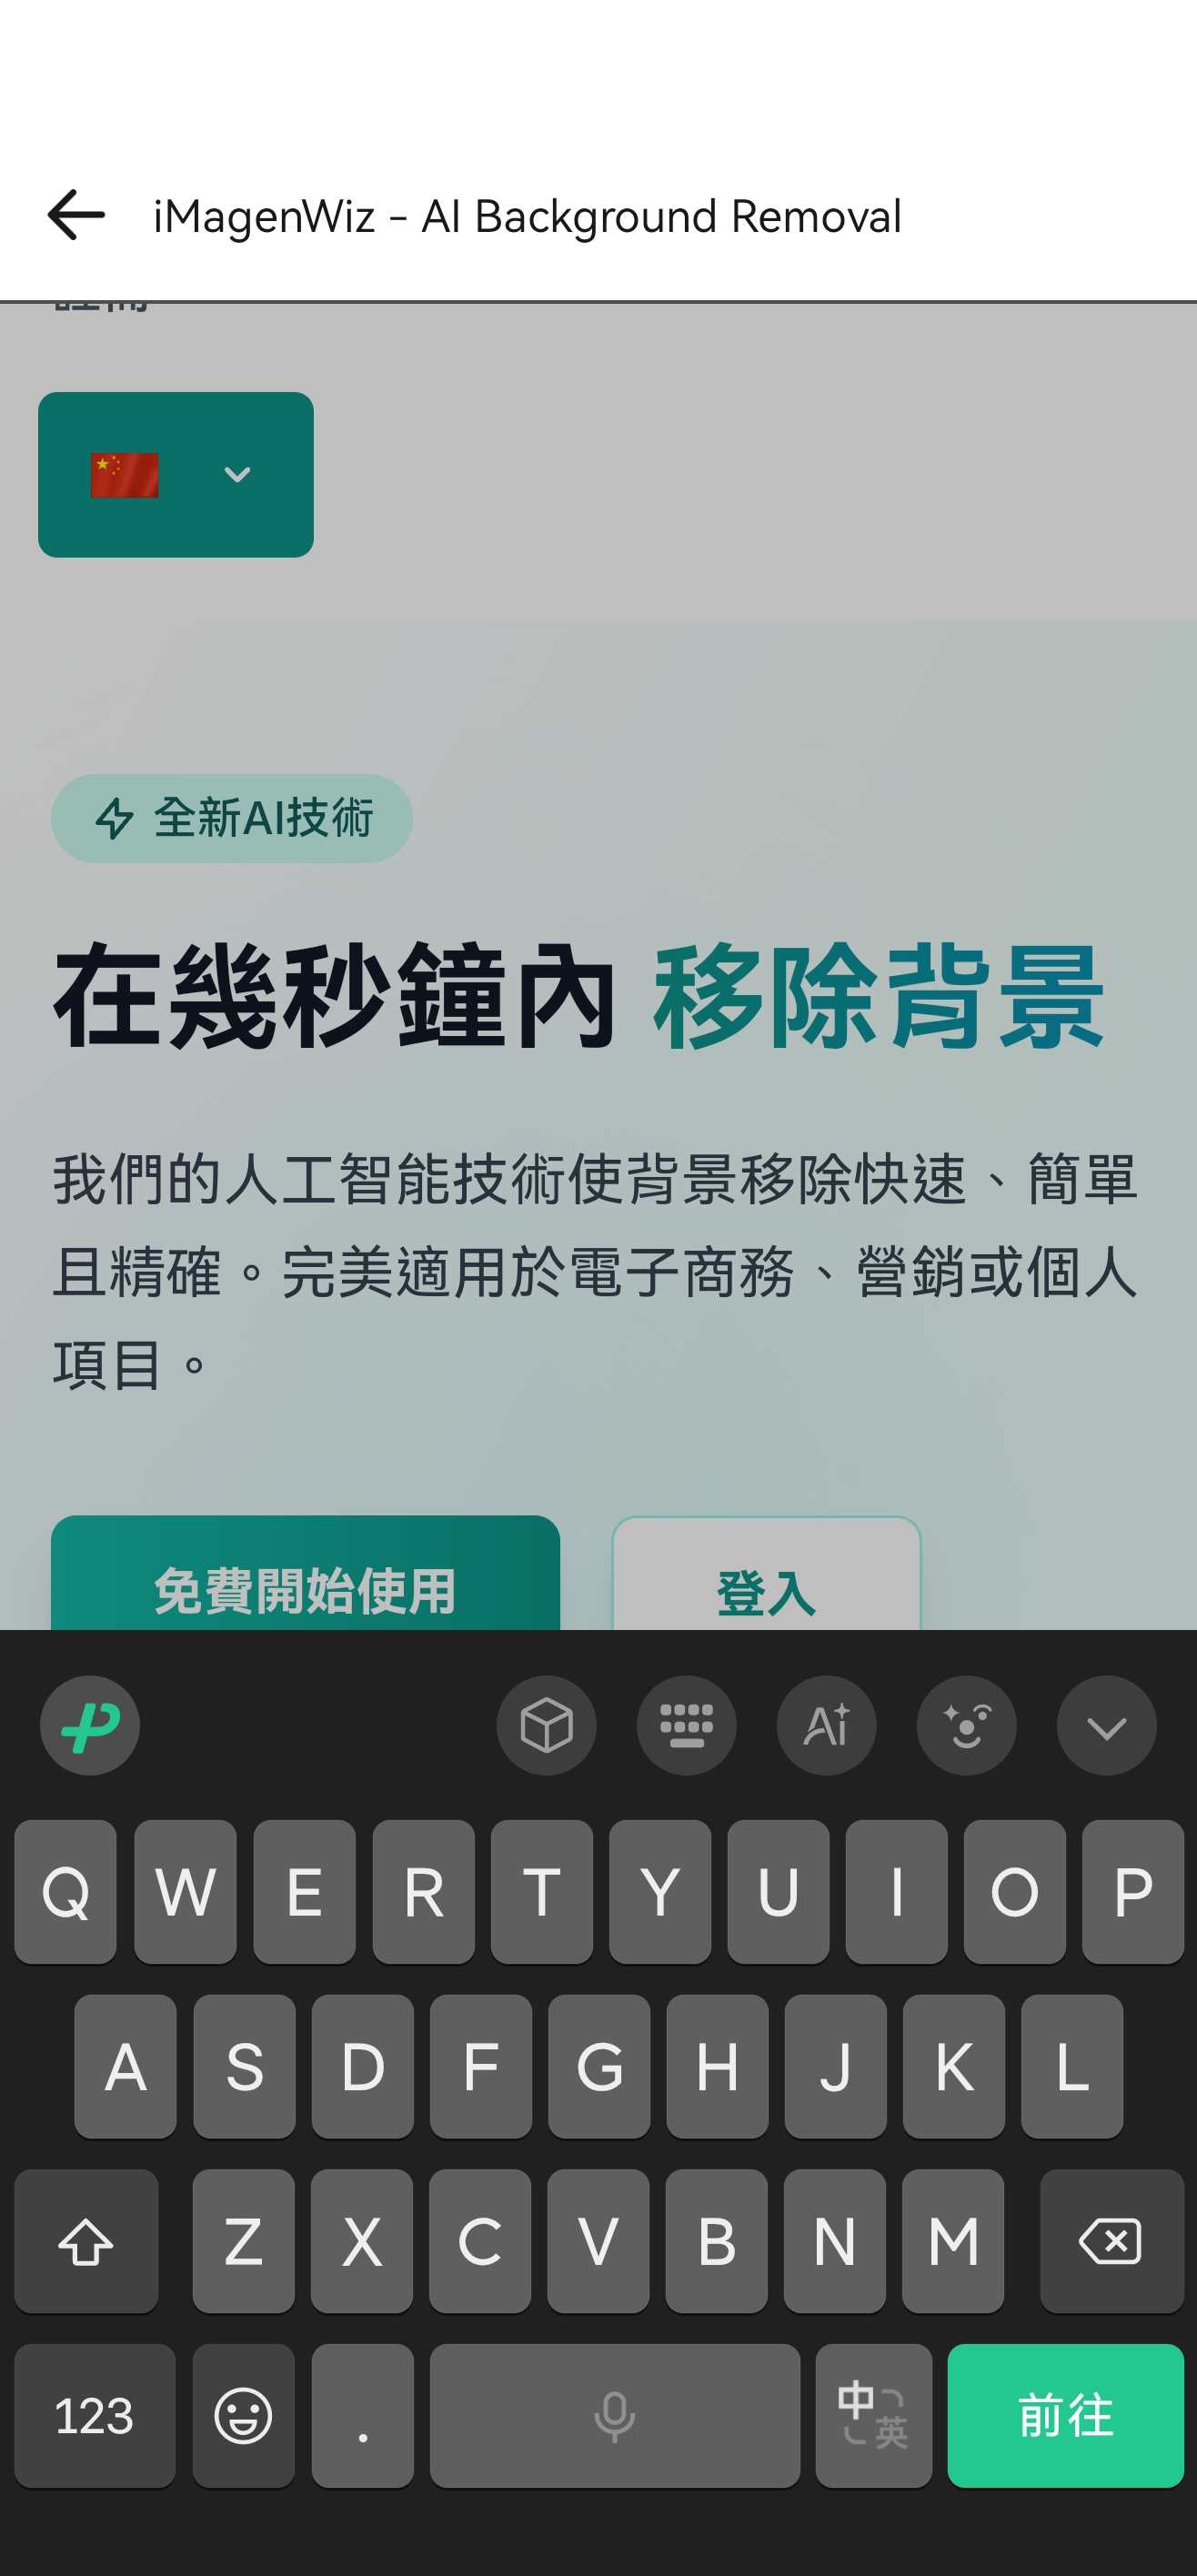 iMagenWiz - AI Background Removal
全新AI技術
在幾秒鐘內 移除背景
我們的人工智能技術使背景移除快速、簡單
且精確。完美適用於電子商務、營銷或個人
項目。
免費開始使用
登入
Ai
Q W E R T Y U I O P
A S D F G H J K L
Z X C V B N M
123 . 中 英 前往